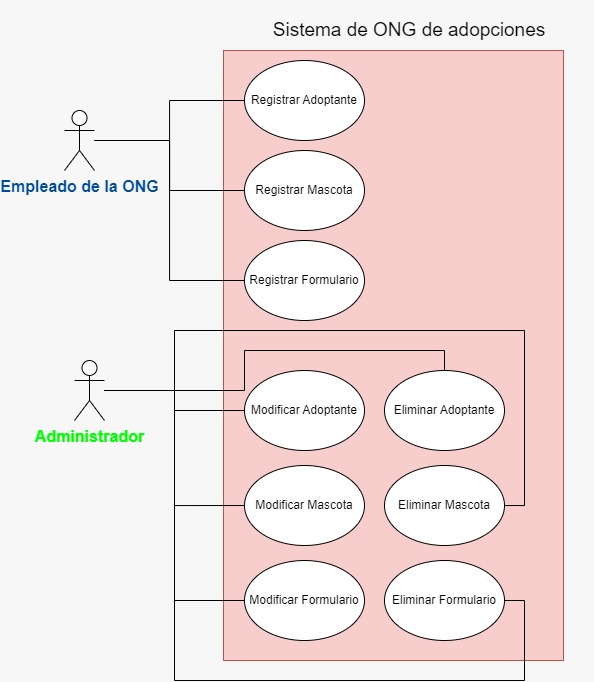 Sistema de ONG de adopciones
Registrar Adoptante
Empleado de la ONG
Registrar Mascota
Registrar Formulario
Administrador
Modificar Adoptante
Eliminar Adoptante
Modificar Mascota
Eliminar Mascota
Modificar Formulario
Eliminar Formulario